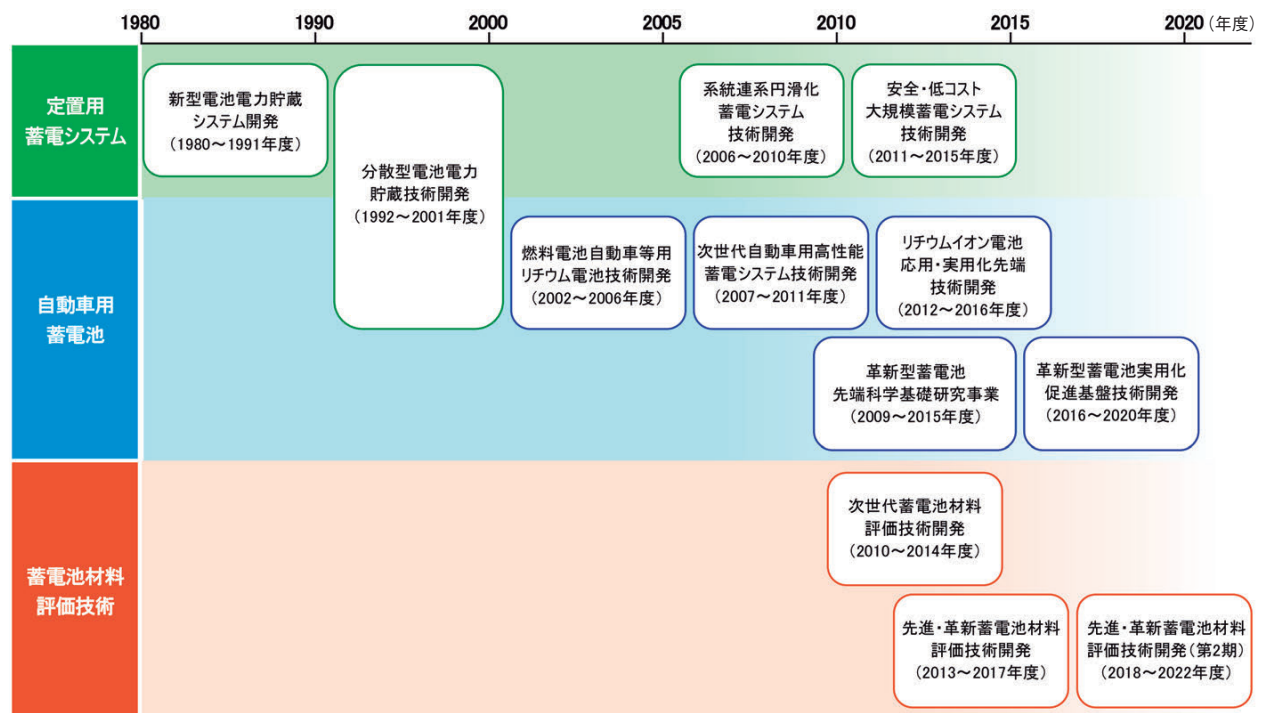 1980 1990 2000 2005 2010 2015 2020（年度）
定置用
蓄電システム
新型電池電力貯蔵
システム開発
（1980～1991年度）
分散型電池電力
貯蔵技術開発
（1992～2001年度）
系統連系円滑化
蓄電システム
技術開発
（2006～2010年度）
安全・低コスト
大規模蓄電システム
技術開発
（2011～2015年度）
自動車用
蓄電池
燃料電池自動車等用
リチウム電池技術開発
（2002～2006年度）
次世代自動車用高性能
蓄電システム技術開発
（2007～2011年度）
リチウムイオン電池
応用・実用化先端
技術開発
（2012～2016年度）
革新型蓄電池
先端科学基礎研究事業
（2009～2015年度）
革新型蓄電池実用化
促進基盤技術開発
（2016～2020年度）
蓄電池材料
評価技術
次世代蓄電池材料
評価技術開発
（2010～2014年度）
先進・革新蓄電池材料
評価技術開発
（2013～2017年度）
先進・革新蓄電池材料
評価技術開発（第2期）
（2018～2022年度）